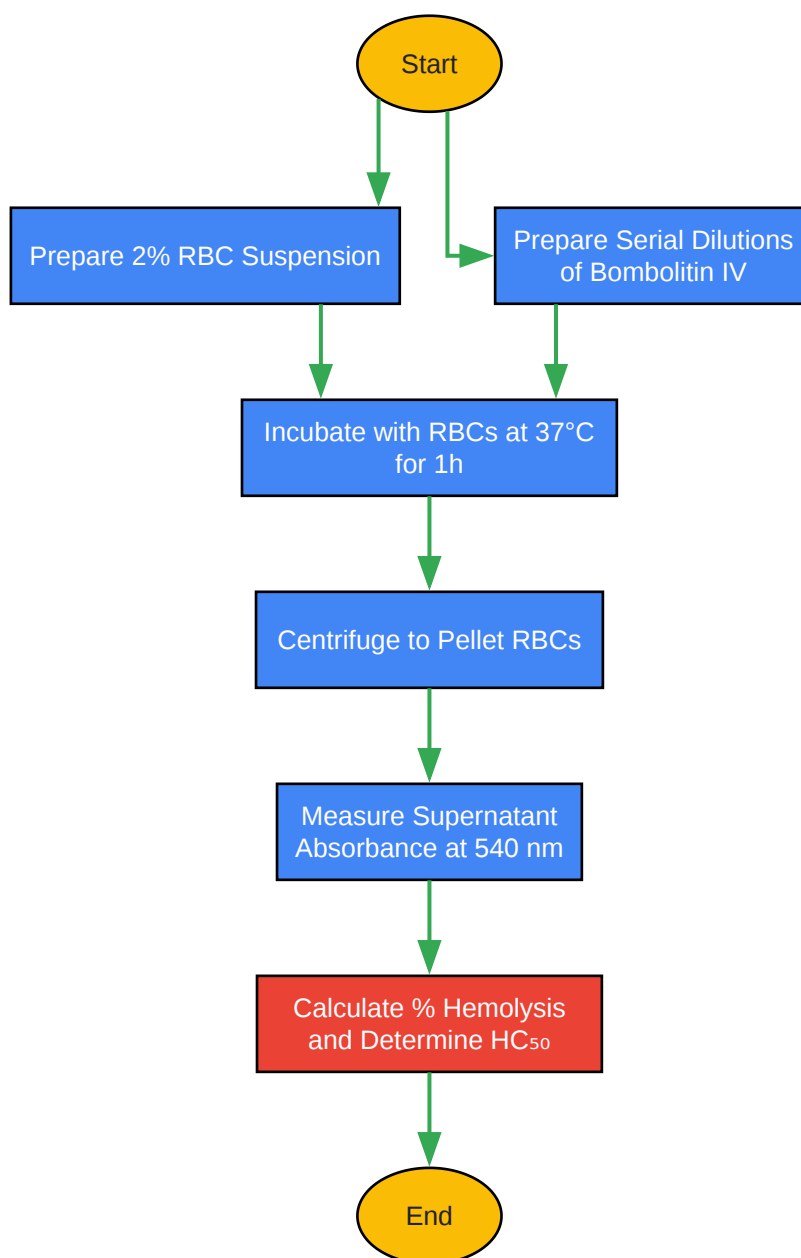 Start
Prepare 2% RBC Suspension
Prepare Serial Dilutions
of Bombolitin IV
Incubate with RBCs at 37°C
for 1h
Centrifuge to Pellet RBCs
Measure Supernatant
Absorbance at 540 nm
Calculate % Hemolysis
and Determine HC₅₀
End